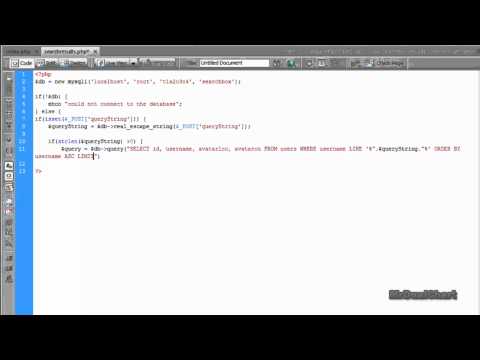 index.php
searchresults.php*
Code
Split
Design
Live View
Title:
Untitled Document
Check Page
1 <?php
2 $db = new mysqli('localhost', 'root', 'searchbox');
3
4
5 if(!$db) {
6 echo "could not connect to the database";
7 } else {
8 if(isset($_POST['queryString'])) {
$queryString = $db->real_escape_string($_POST['queryString']);
9
10 if(strlen($queryString) >0) {
11 $query = $db->query("SELECT id, username, avatarloc, FROM users WHERE username LIKE '%".$queryString."%' ORDER BY
username ASC LIMIT")
12
13 ?>
MrDualChart